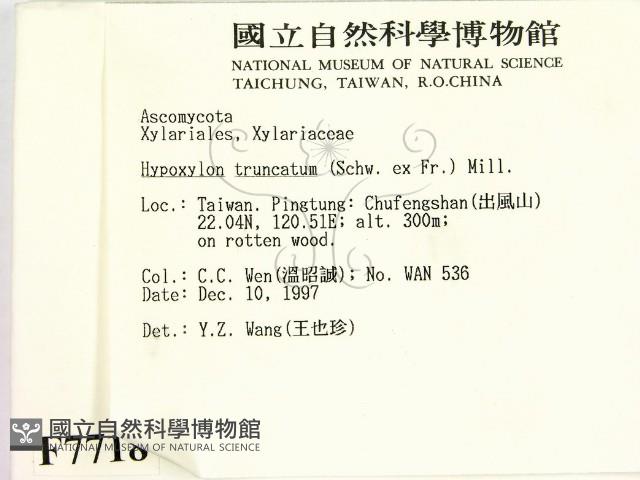 國立自然科學博物館
NATIONAL MUSEUM OF NATURAL SCIENCE
TAICHUNG, TAIWAN, R.O.CHINA
Ascomycota
Xylariales, Xylariaceae
Hypoxylon truncatum (Schw. ex Fr.) Mill.
Loc.: Taiwan. Pingtung: Chufengshan(出風山)
22.04N, 120.51E; alt. 300m;
on rotten wood.
Col.: C.C. Wen(溫昭誠); No. WAN 536
Date: Dec. 10, 1997
Det.: Y.Z. Wang(王也珍)
國立自然科學博物館
NATIONAL MUSEUM OF NATURAL SCIENCE
F7718